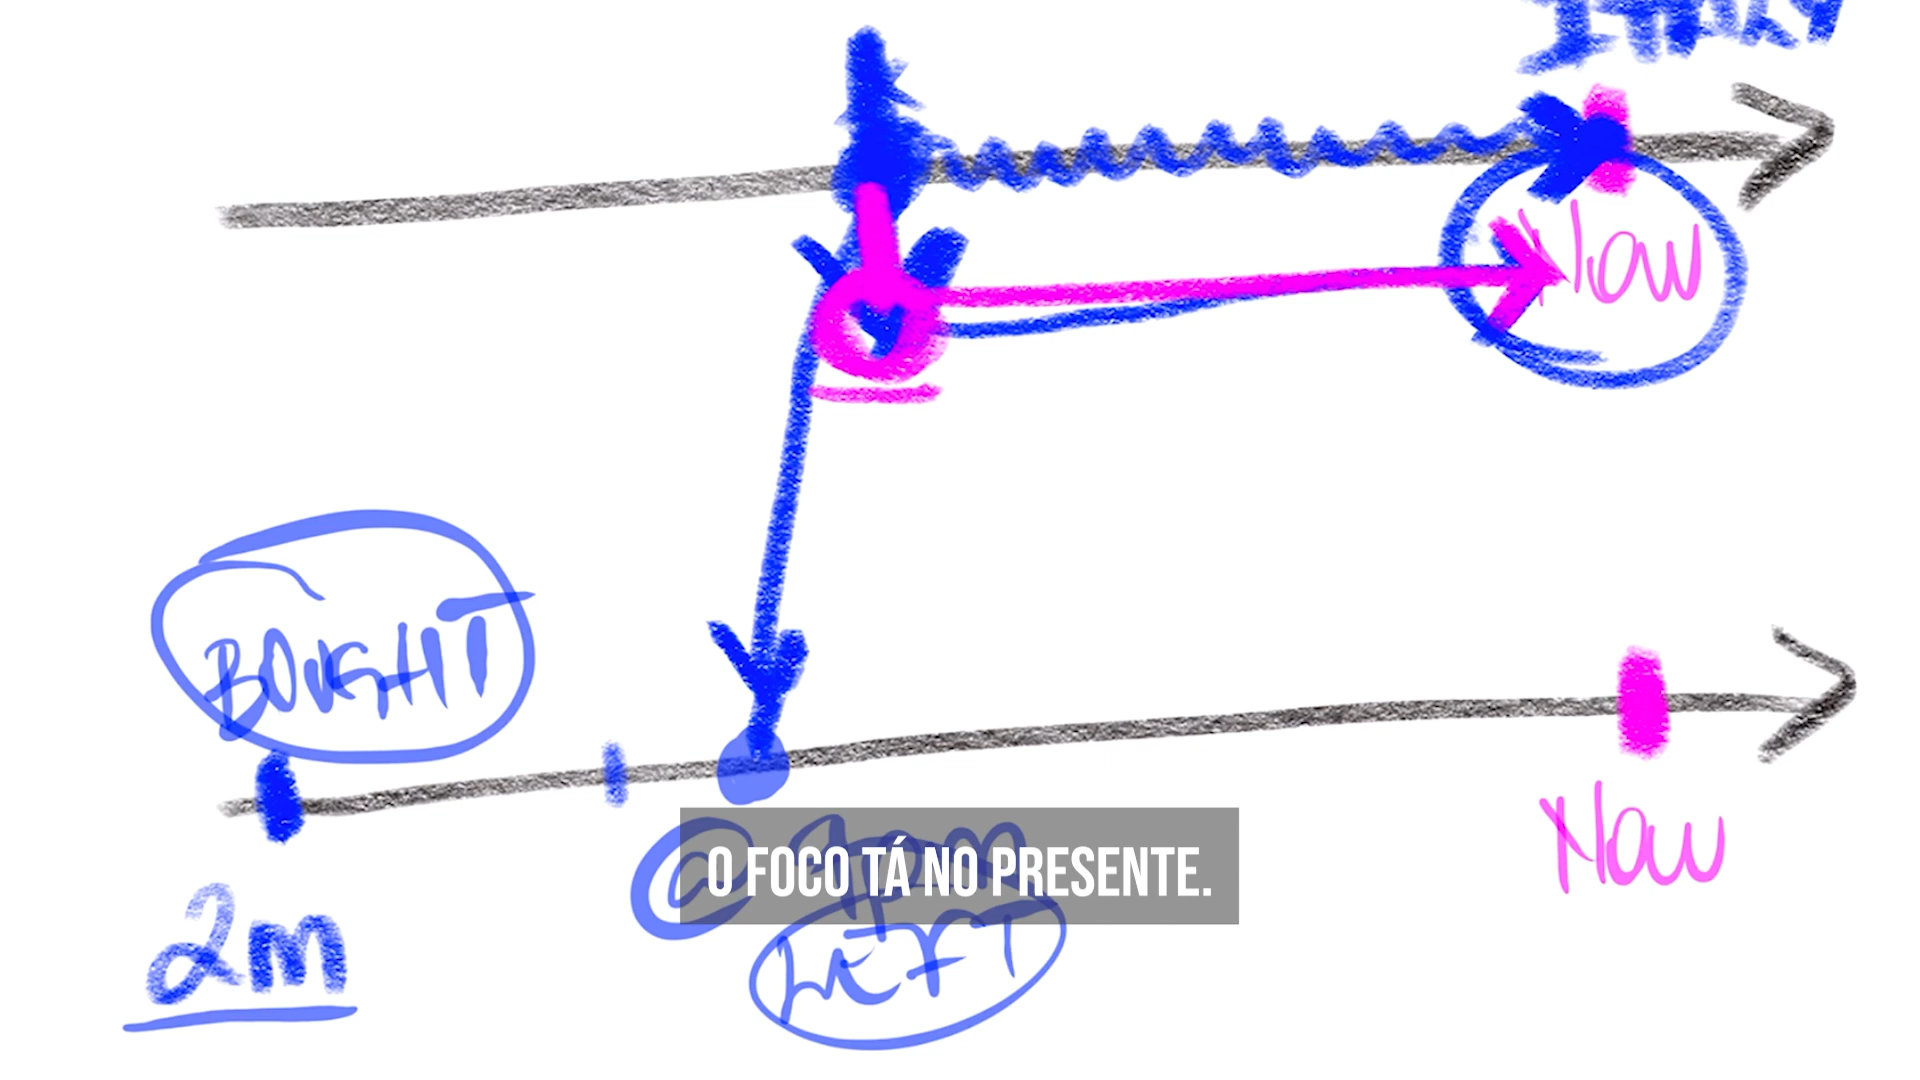 Now
BOUGHT
O FOCO TÁ NO PRESENTE.
Now
2m
LEFT